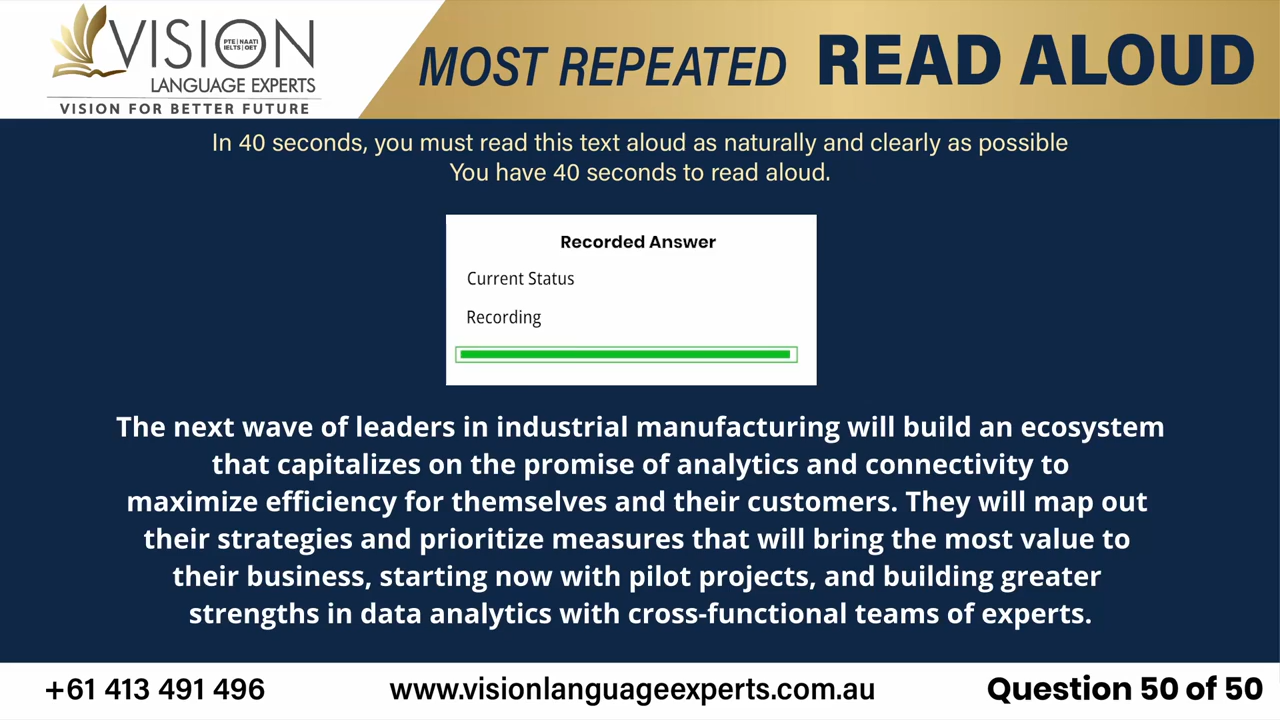 VISION
PTE | NAATI
IELTS | OET
LANGUAGE EXPERTS
VISION FOR BETTER FUTURE
MOST REPEATED READ ALOUD
In 40 seconds, you must read this text aloud as naturally and clearly as possible
You have 40 seconds to read aloud.
Recorded Answer
Current Status
Recording
The next wave of leaders in industrial manufacturing will build an ecosystem
that capitalizes on the promise of analytics and connectivity to
maximize efficiency for themselves and their customers. They will map out
their strategies and prioritize measures that will bring the most value to
their business, starting now with pilot projects, and building greater
strengths in data analytics with cross-functional teams of experts.
+61 413 491 496 www.visionlanguageexperts.com.au Question 50 of 50